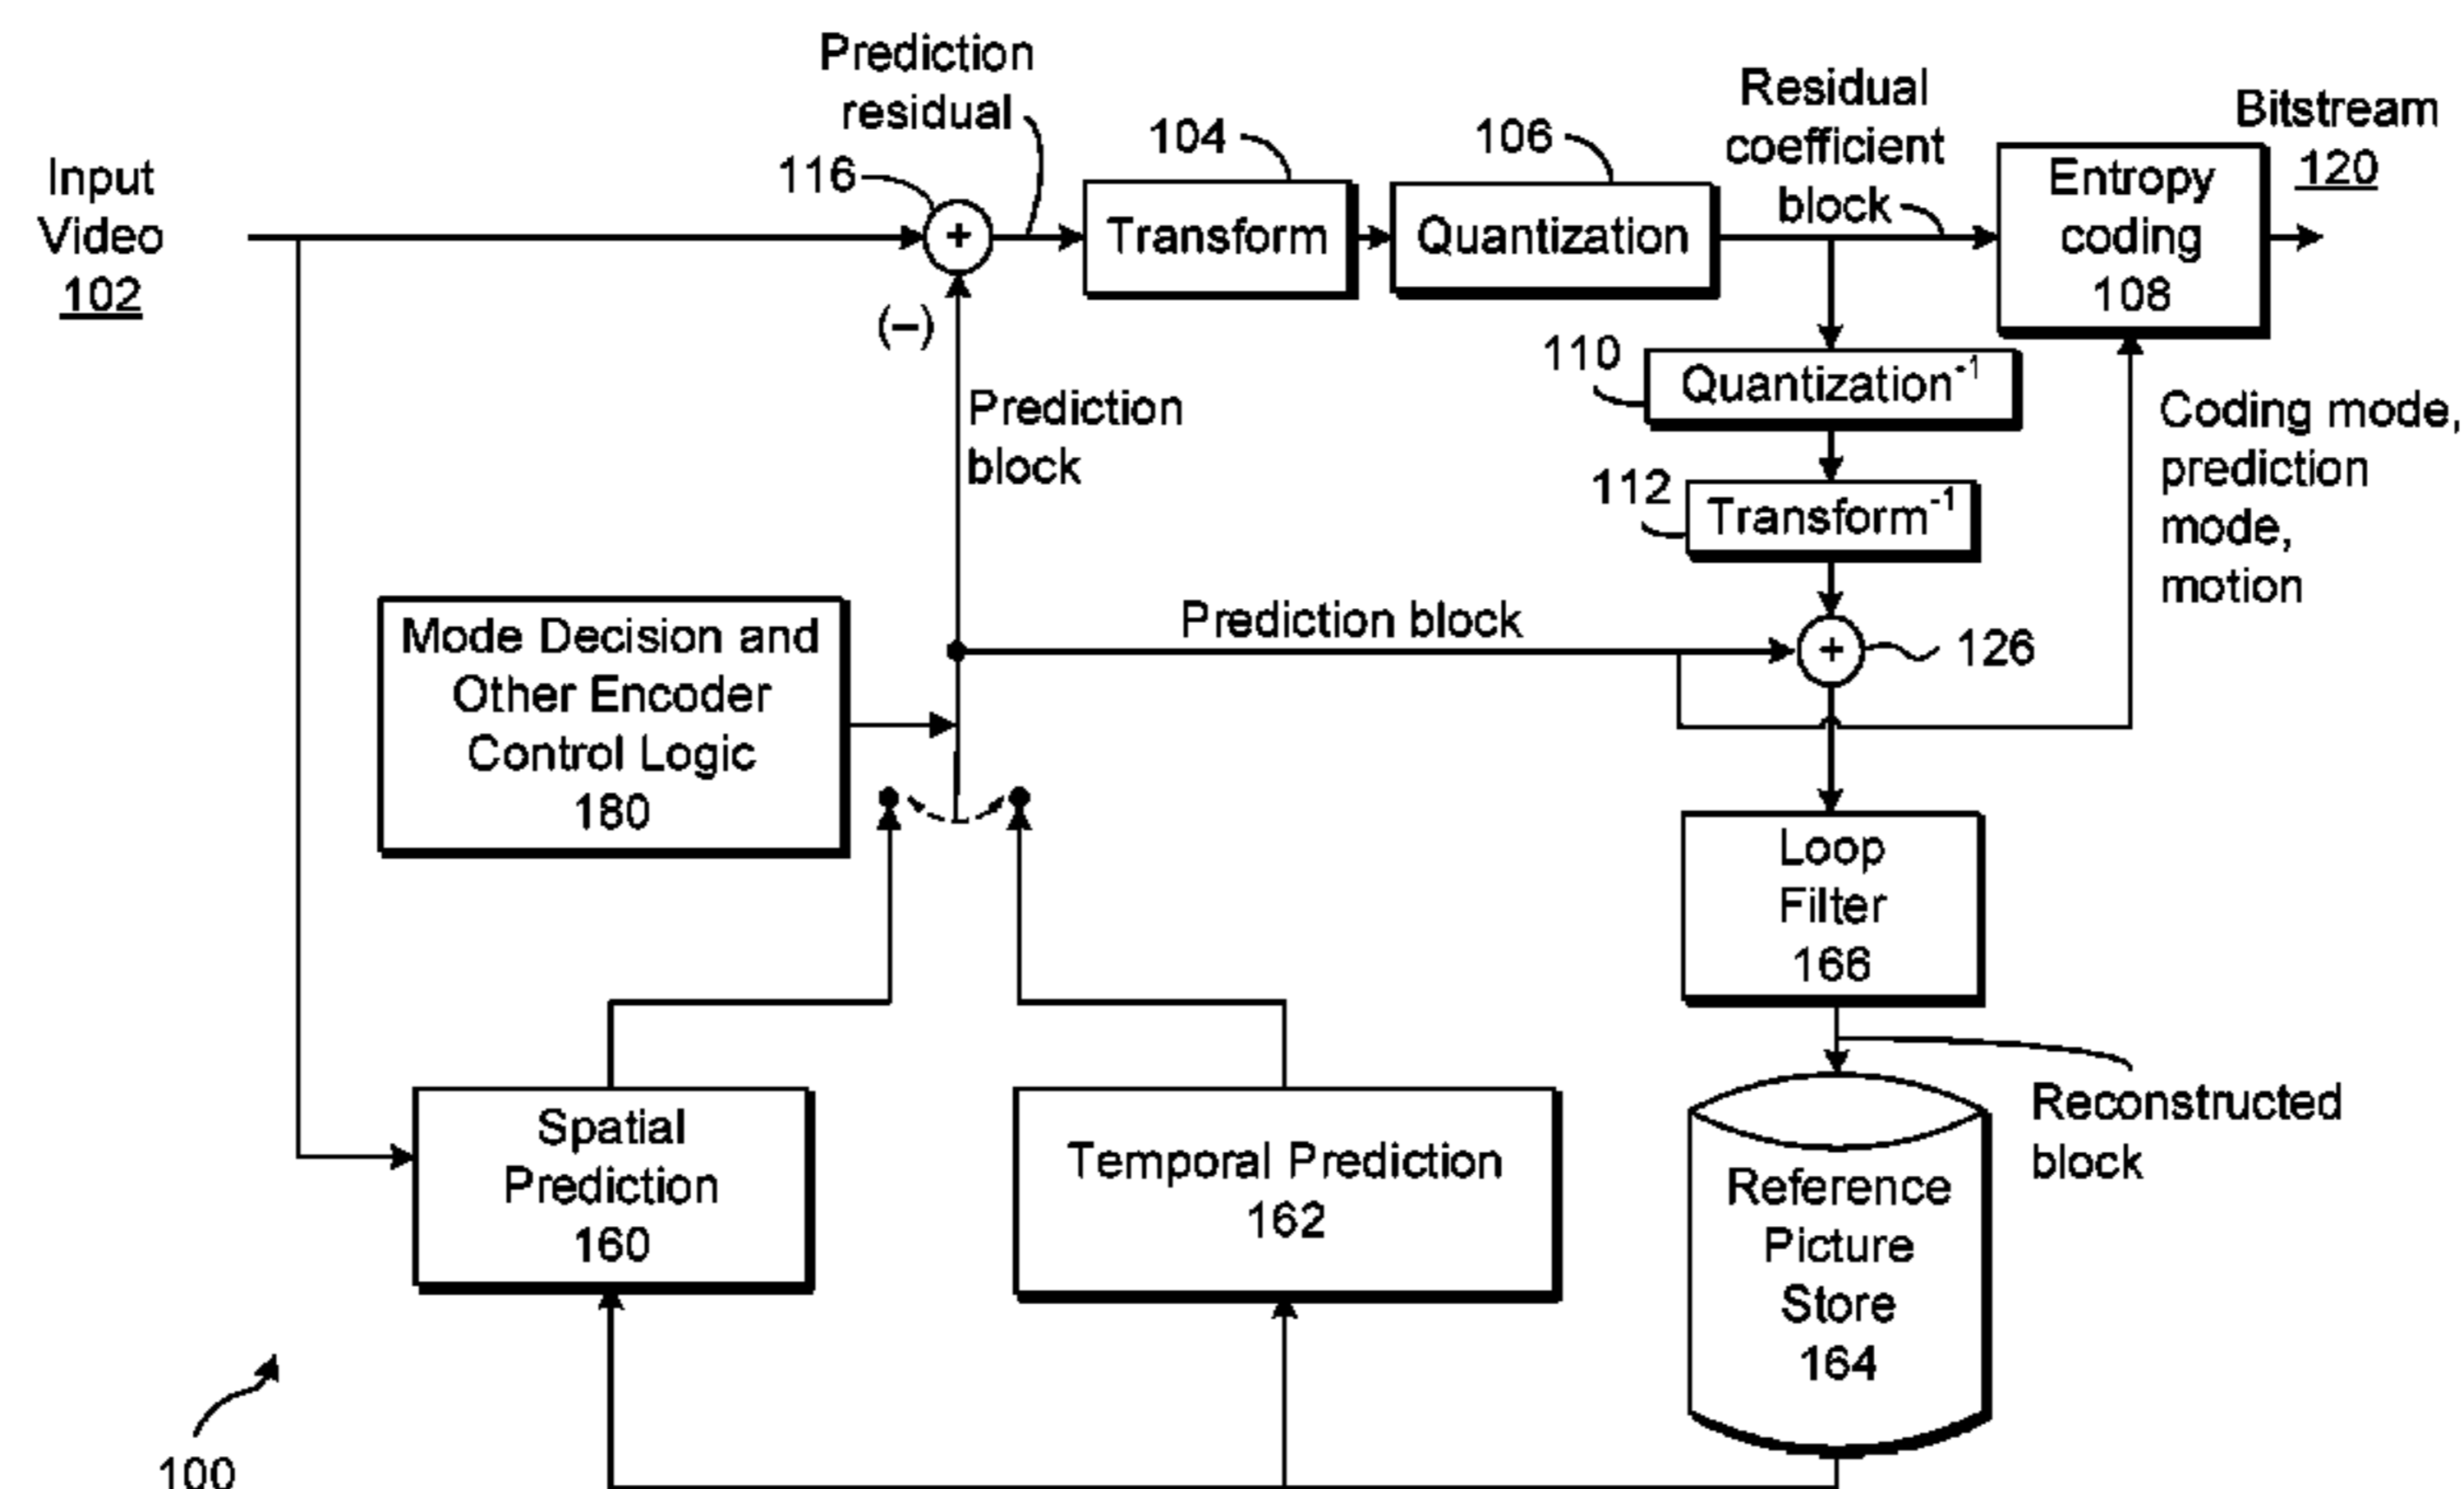 Input
Video
102
Prediction
residual
116
104
106
Residual
coefficient
block
Bitstream
120
+
Transform
Quantization
Entropy
coding
108
(–)
Prediction
block
110
Quantization-1
112
Transform-1
Coding mode,
prediction
mode,
motion
Mode Decision and
Other Encoder
Control Logic
180
Prediction block
+
126
Loop
Filter
166
Spatial
Prediction
160
Temporal Prediction
162
Reconstructed
block
Reference
Picture
Store
164
100